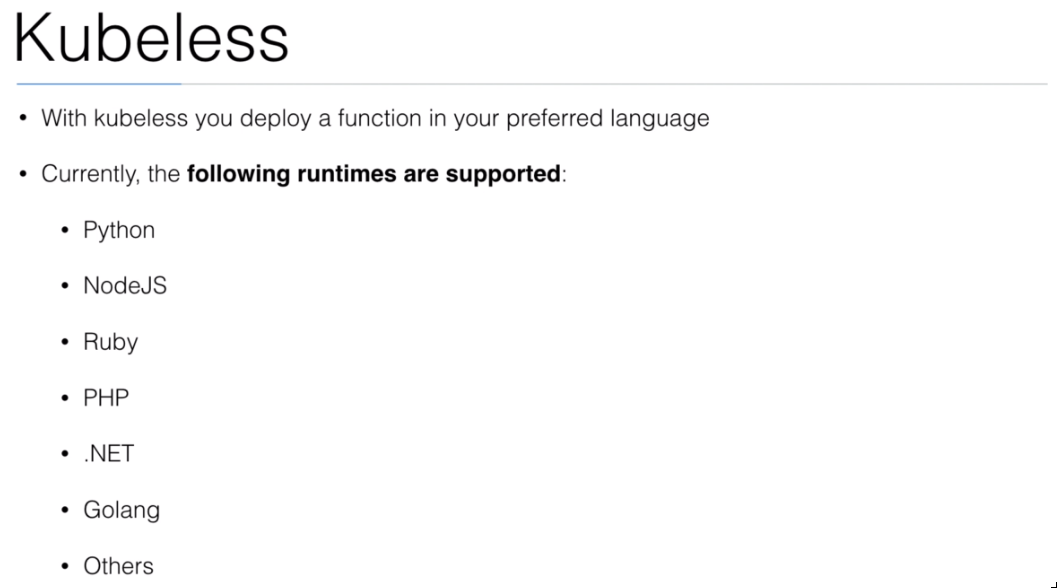 Kubeless
• With kubeless you deploy a function in your preferred language
• Currently, the following runtimes are supported:
• Python
• NodeJS
• Ruby
• PHP
• .NET
• Golang
• Others